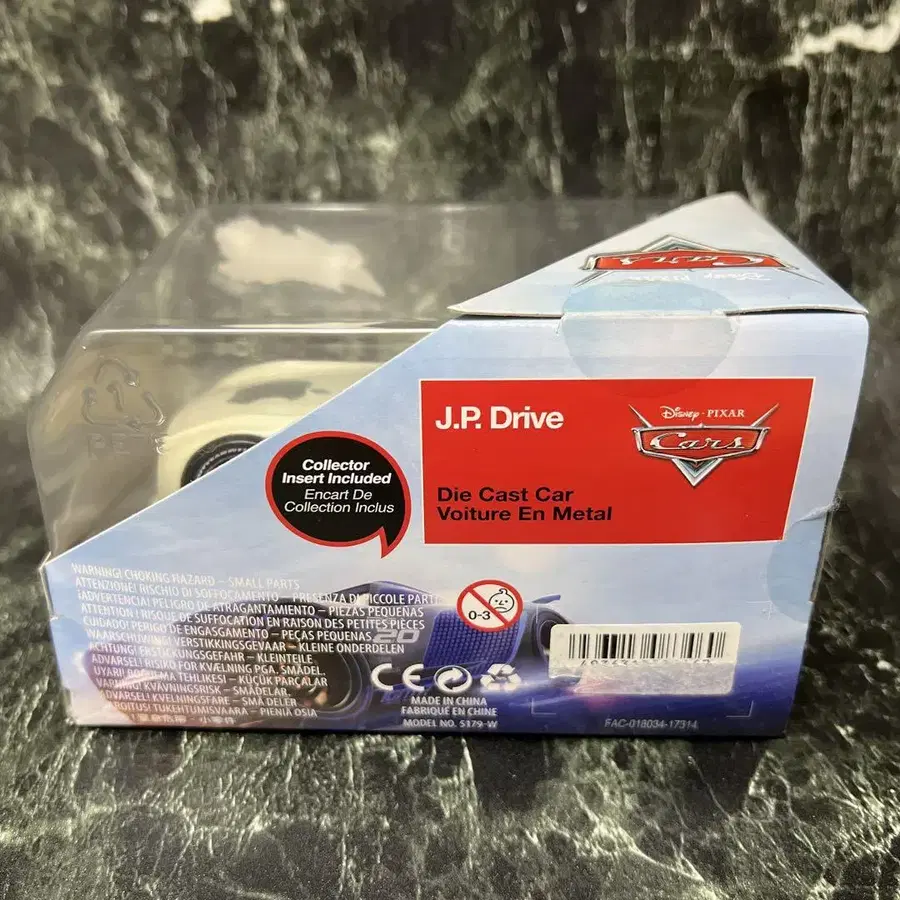 Cars
J.P. Drive
Disney · PIXAR
Cars
Die Cast Car
Voiture En Metal
Collector
Insert Included
Encart De
Collection Inclus
1
WARNING! CHOKING HAZARD – SMALL PARTS
ATTENZIONE! RISCHIO DI SOFFOCAMENTO – PRESENZA DI PICCOLE PARTI
¡ADVERTENCIA! PELIGRO DE ATRAGANTAMIENTO – PIEZAS PEQUEÑAS
ATTENTION ! RISQUE DE SUFFOCATION EN RAISON DES PETITES PIÈCES
CUIDADO! PERIGO DE ENGASGAMENTO – PEÇAS PEQUENAS
WAARSCHUWING! VERSTIKKINGSGEVAAR – KLEINE ONDERDELEN
ACHTUNG! ERSTICKUNGSGEFAHR – KLEINTEILE
ADVARSEL! RISIKO FOR KVÆLNING PGA. SMÅDEL.
UYARI! TEHLIKESI – KÜÇÜK PARÇALAR
VARNING! KVÄVNINGSRISK – SMÅDELAR.
ADVARSEL! KVELNINGSFARE – SMÅ DELER
VAROITUS! TUKEHTUMISVAARA – PIENIÄ OSIA
20
0-3
CE
MADE IN CHINA
FABRIQUÉ EN CHINE
MODEL NO. 5179-W
FAC-018034-17314